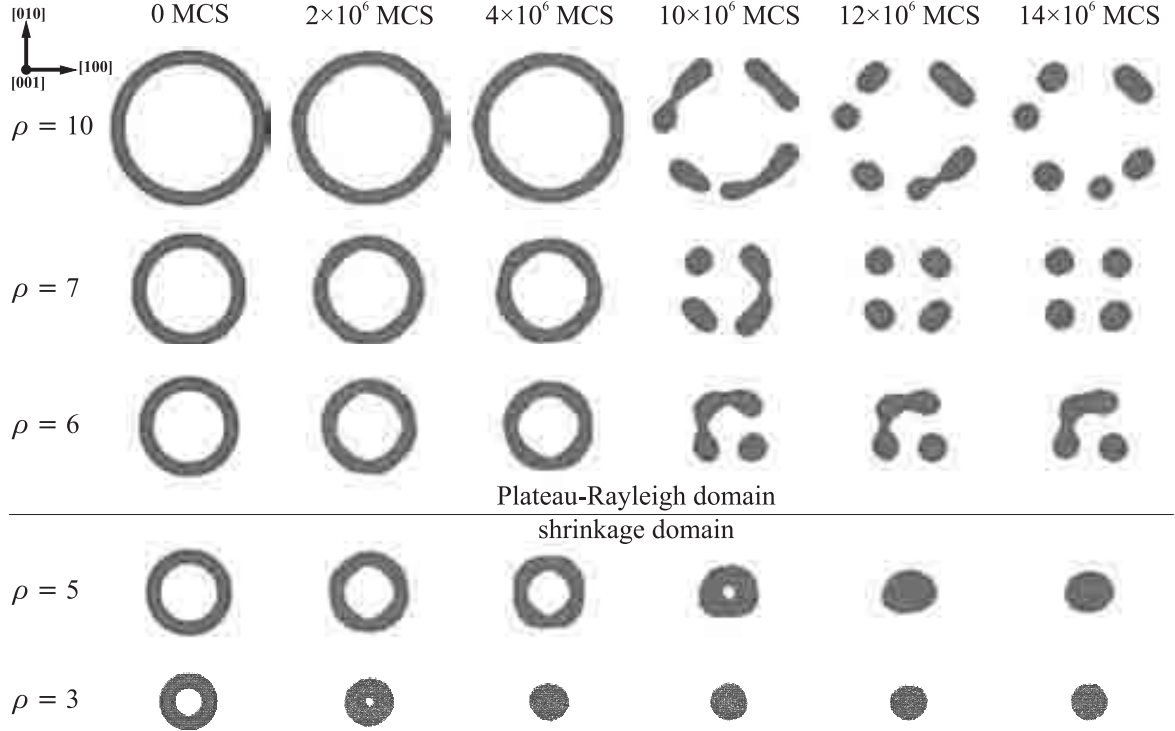 [010]
[100]
[001]
0 MCS 2×10⁶ MCS 4×10⁶ MCS 10×10⁶ MCS 12×10⁶ MCS 14×10⁶ MCS
ρ = 10
ρ = 7
ρ = 6
Plateau-Rayleigh domain
shrinkage domain
ρ = 5
ρ = 3